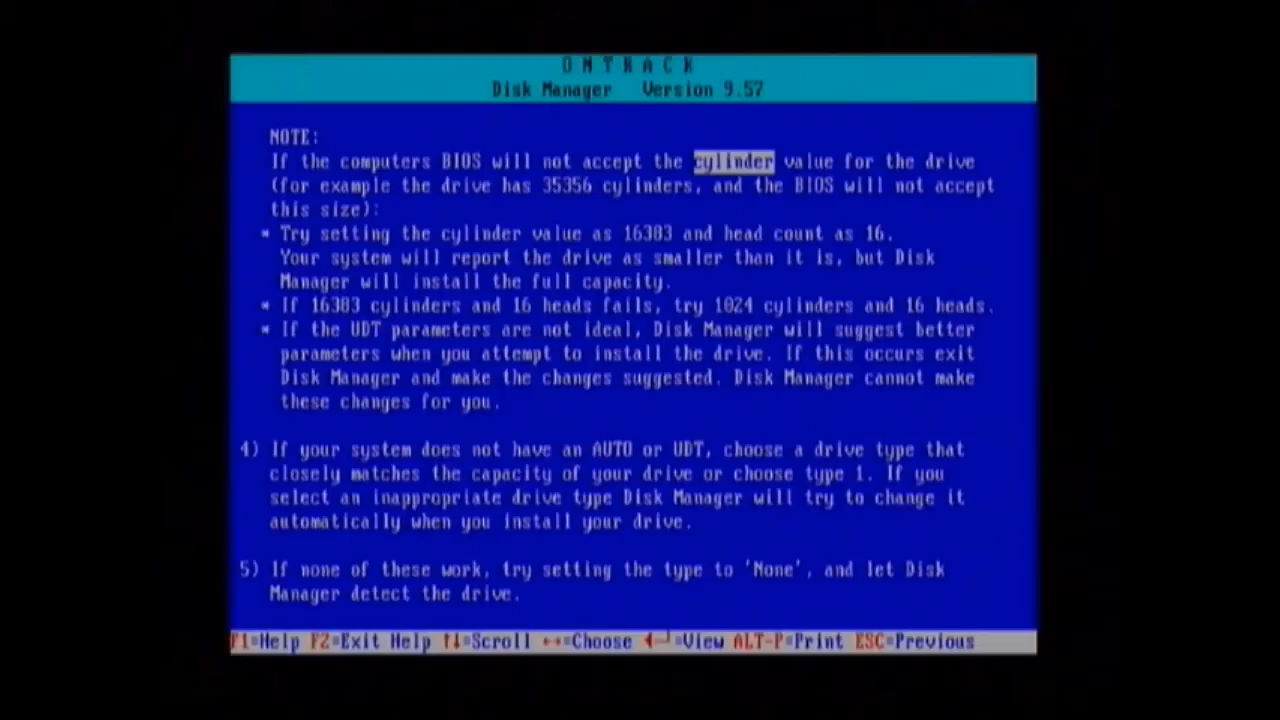 O N T R A C K
Disk Manager Version 9.57
NOTE:
If the computers BIOS will not accept the cylinder value for the drive
(for example the drive has 35356 cylinders, and the BIOS will not accept
this size):
* Try setting the cylinder value as 16383 and head count as 16.
Your system will report the drive as smaller than it is, but Disk
Manager will install the full capacity.
* If 16383 cylinders and 16 heads fails, try 1024 cylinders and 16 heads.
* If the UDT parameters are not ideal, Disk Manager will suggest better
parameters when you attempt to install the drive. If this occurs exit
Disk Manager and make the changes suggested. Disk Manager cannot make
these changes for you.
4) If your system does not have an AUTO or UDT, choose a drive type that
closely matches the capacity of your drive or choose type 1. If you
select an inappropriate drive type Disk Manager will try to change it
automatically when you install your drive.
5) If none of these work, try setting the type to 'None', and let Disk
Manager detect the drive.
F1=Help F2=Exit Help ↑↓=Scroll ↔=Choose ◄─┘=View ALT-P=Print ESC=Previous